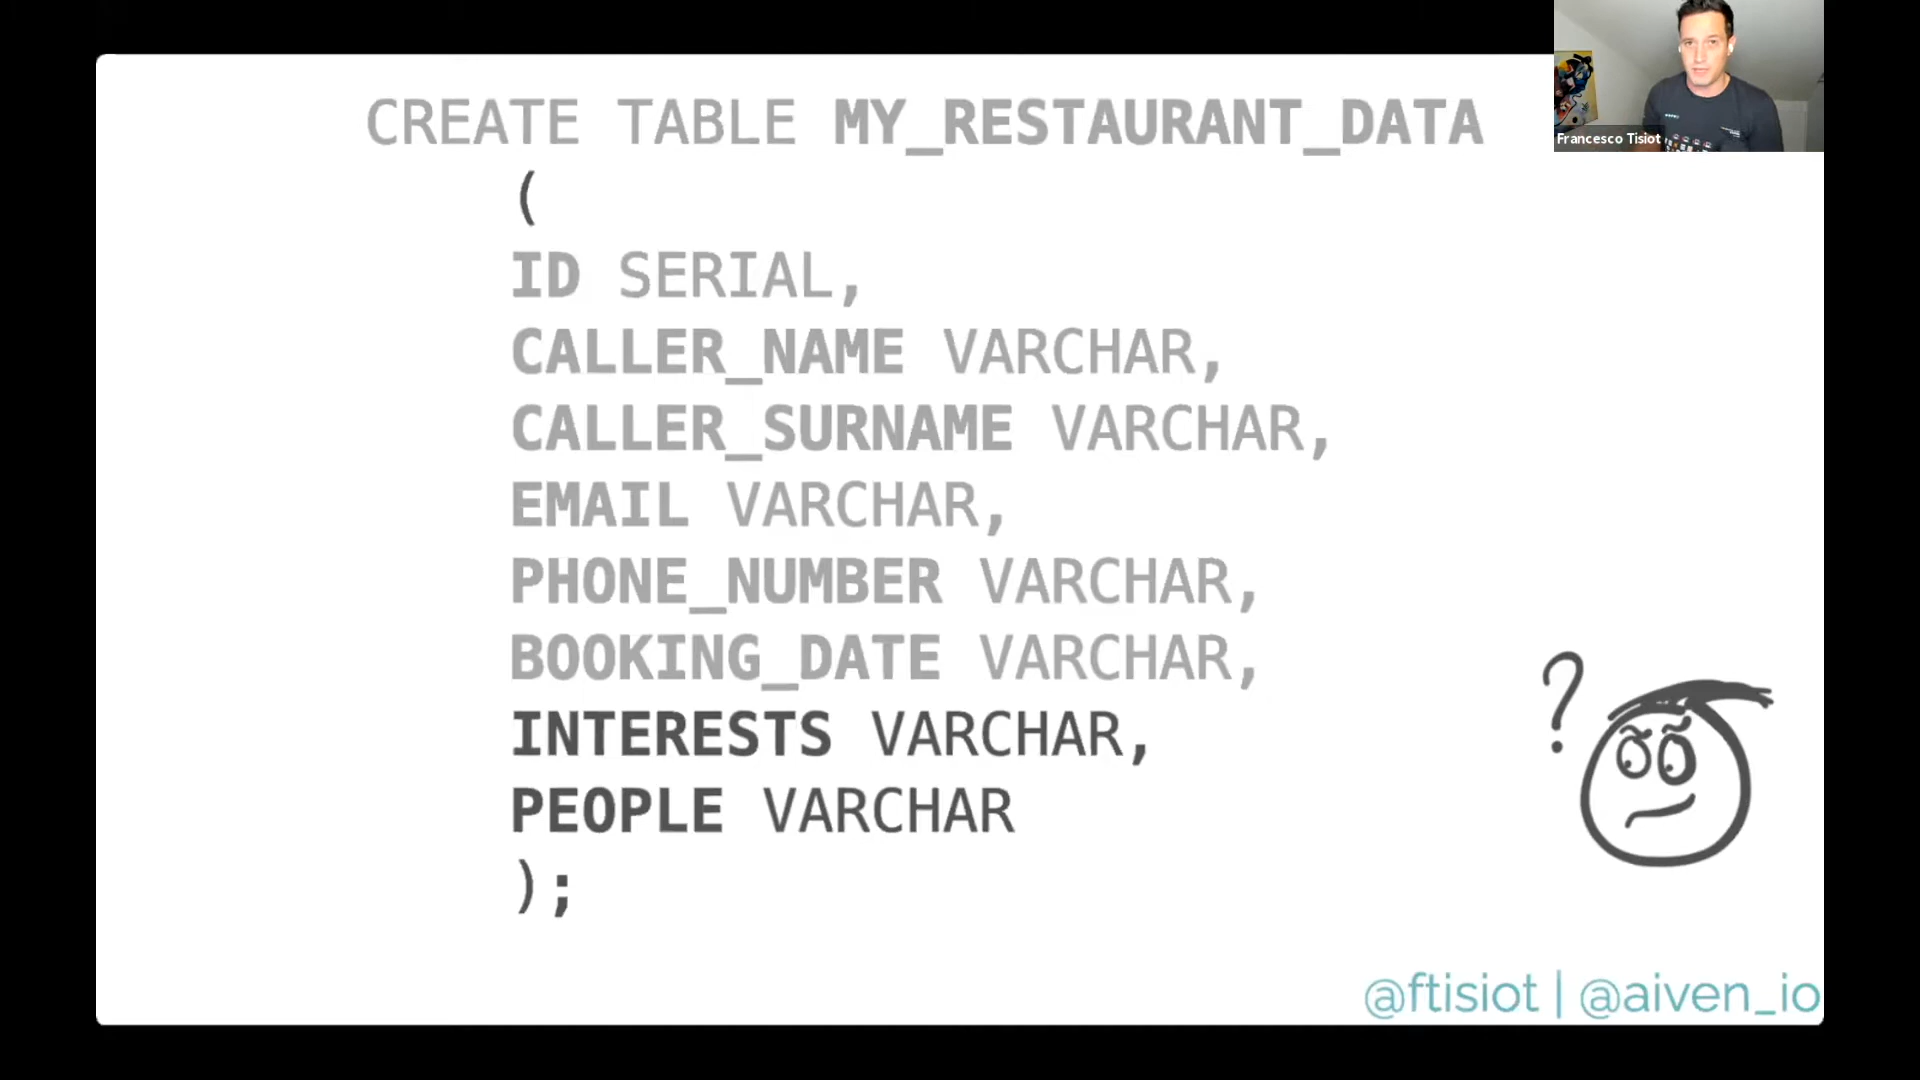 CREATE TABLE MY_RESTAURANT_DATA
(
ID SERIAL,
CALLER_NAME VARCHAR,
CALLER_SURNAME VARCHAR,
EMAIL VARCHAR,
PHONE_NUMBER VARCHAR,
BOOKING_DATE VARCHAR,
INTERESTS VARCHAR,
PEOPLE VARCHAR
);
?
@ftisiot | @aiven_io
Francesco Tisiot